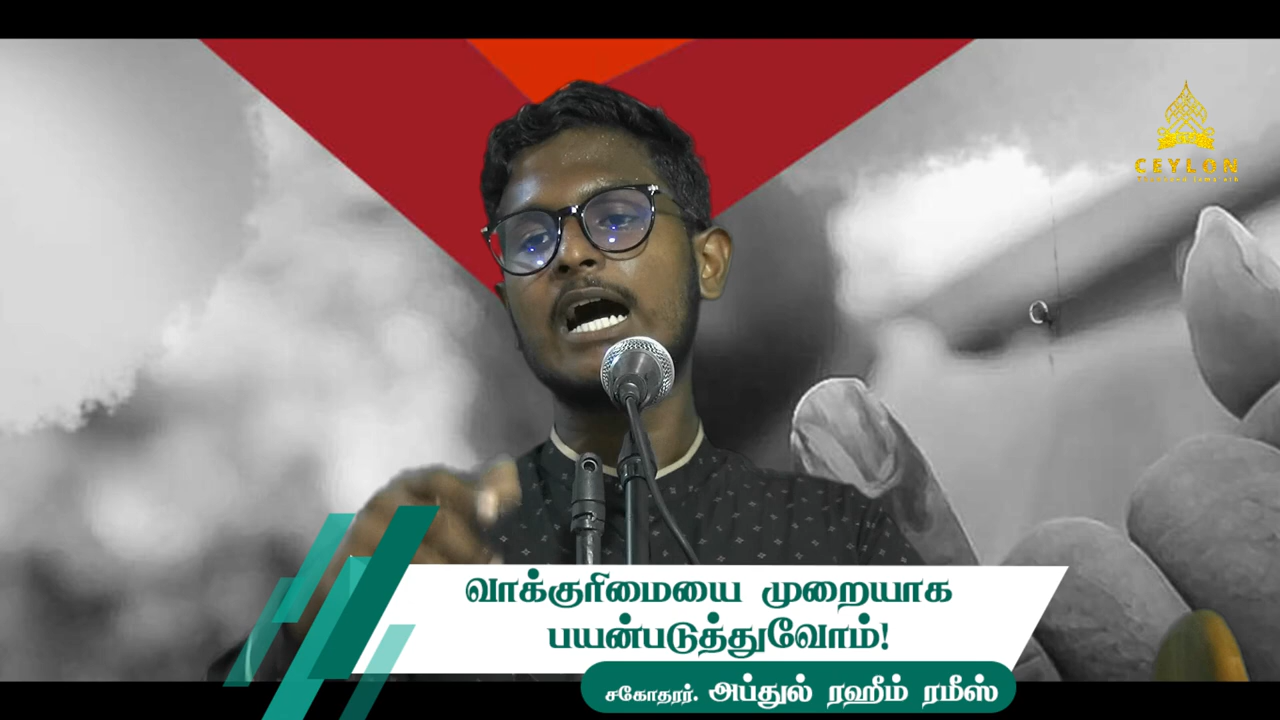 CEYLON
வாக்குரிமையை முறையாக
பயன்படுத்துவோம்!
சகோதரர். அப்துல் ரஹீம் ரமீஸ்